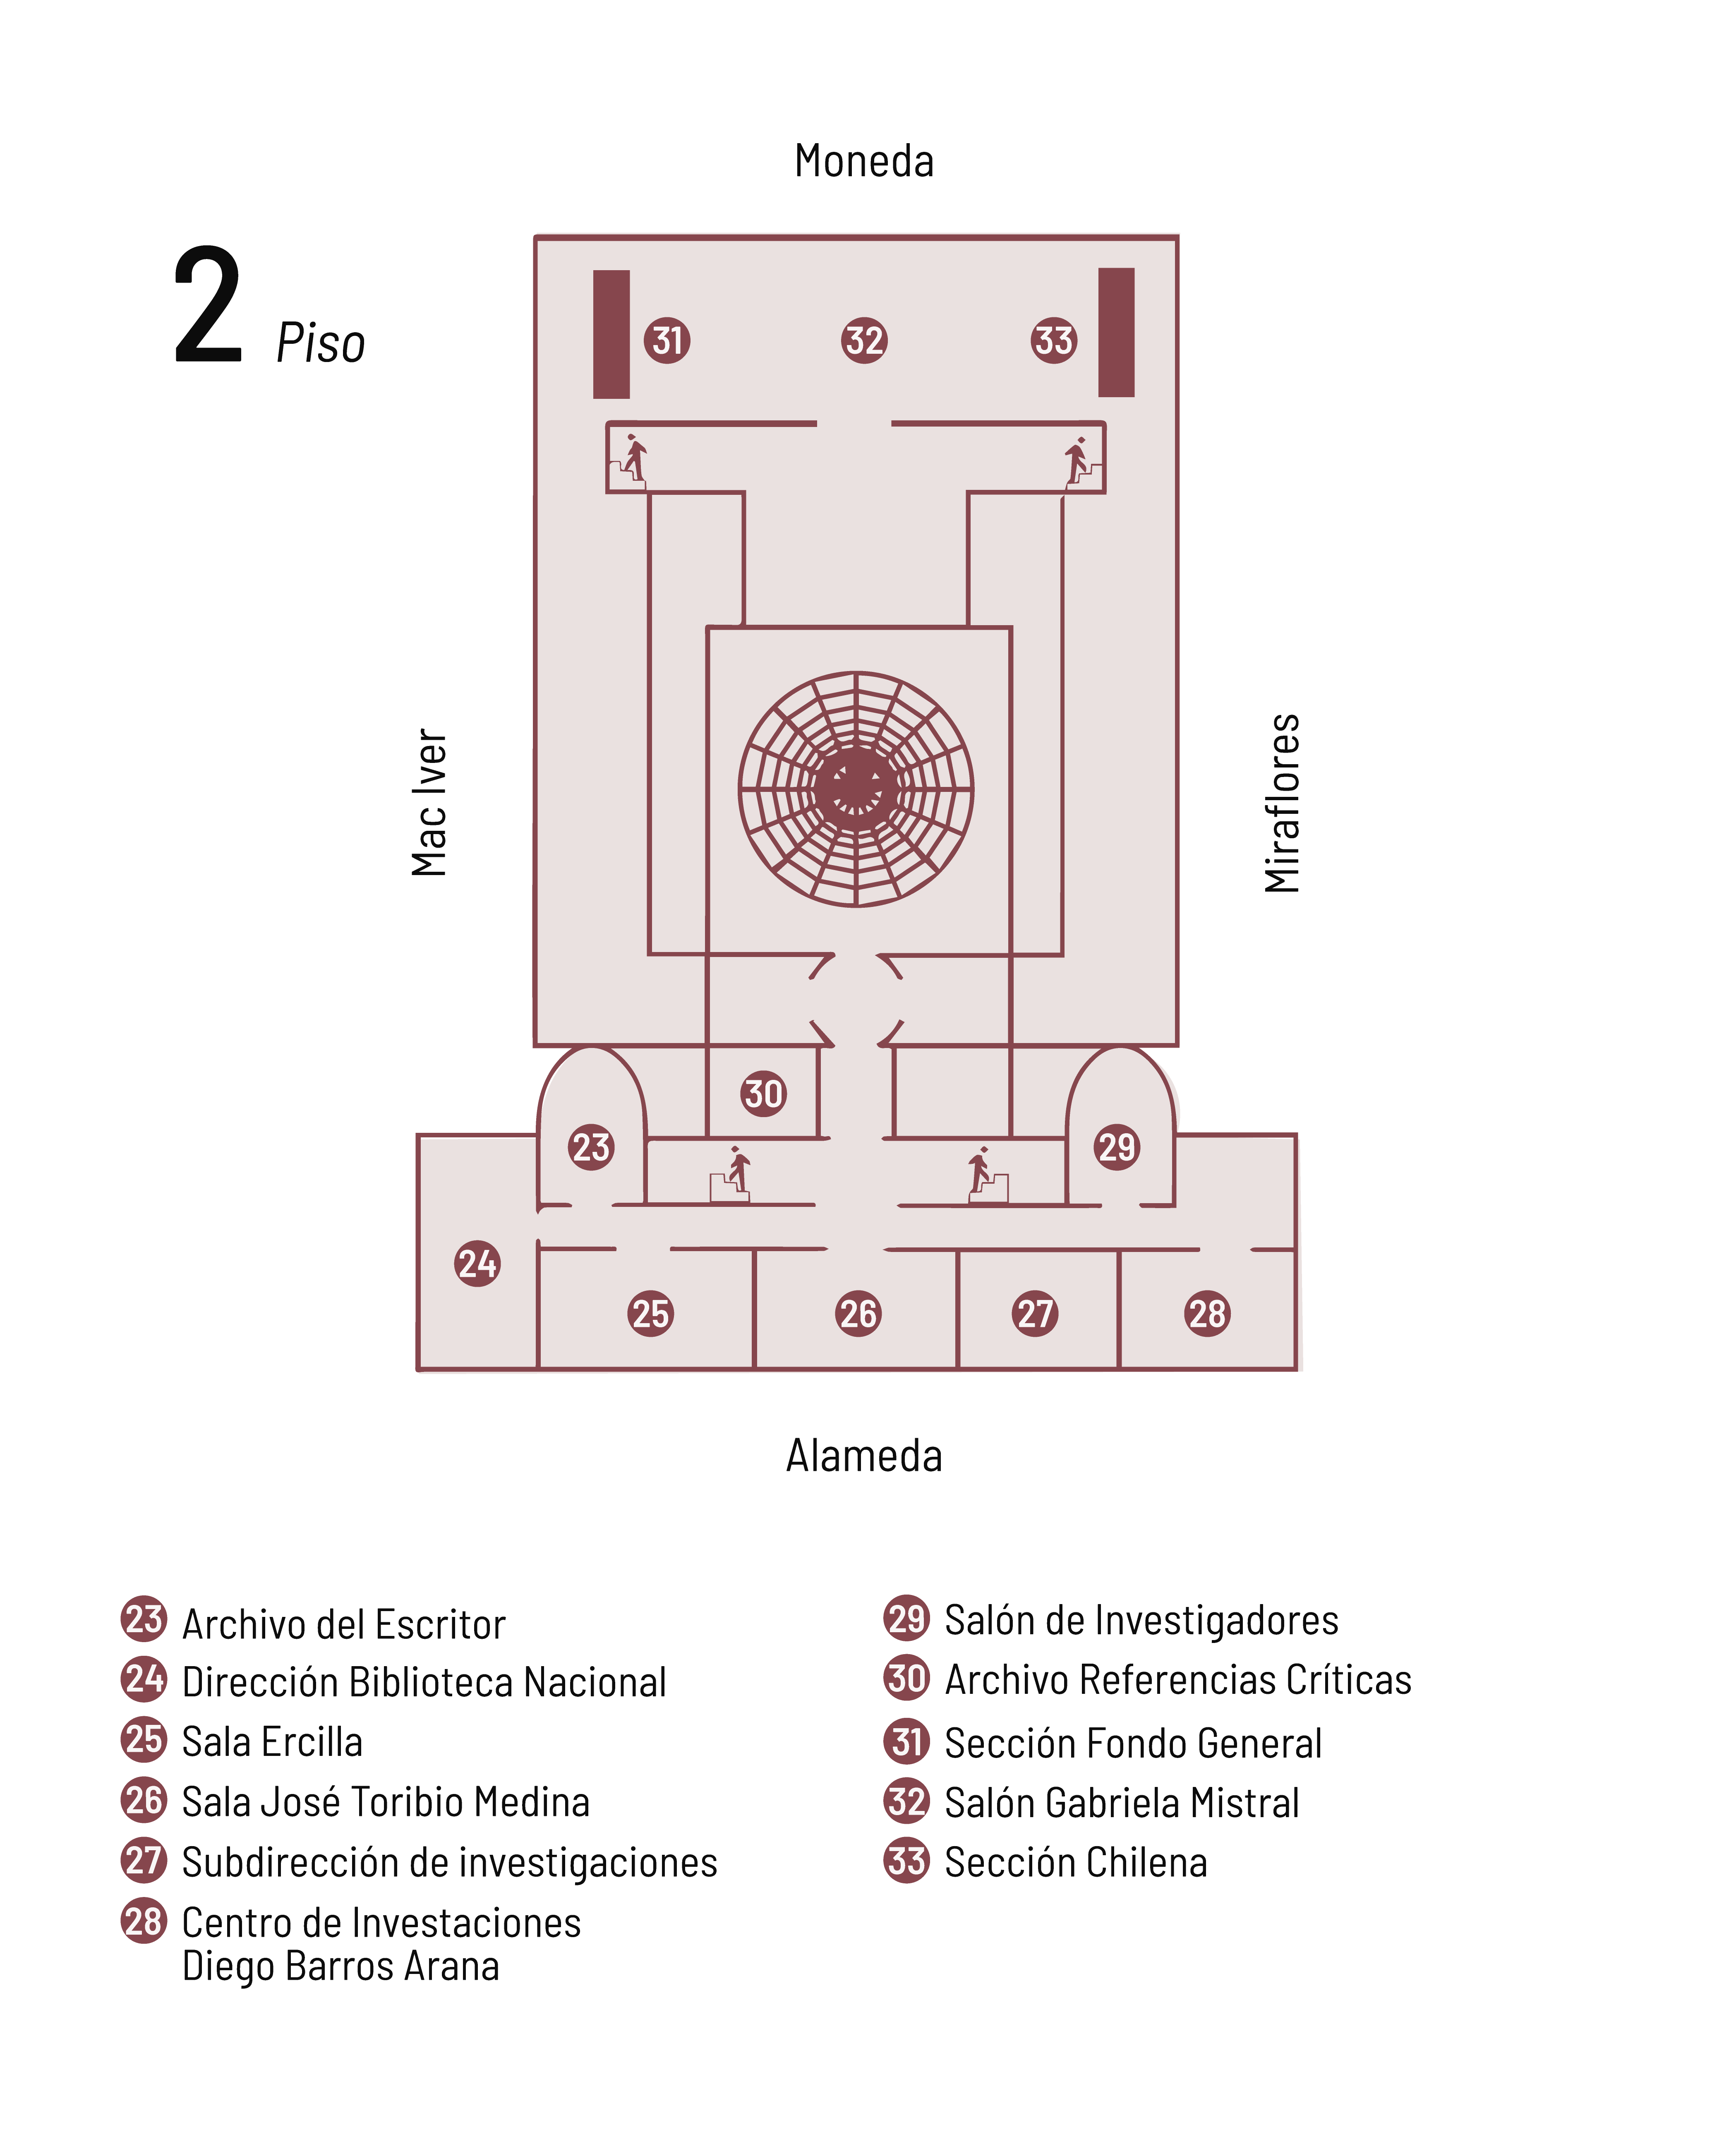 Moneda
2 Piso
31 32 33
Mac Iver
Miraflores
30
23 29
24
25 26 27 28
Alameda
23 Archivo del Escritor
24 Dirección Biblioteca Nacional
25 Sala Ercilla
26 Sala José Toribio Medina
27 Subdirección de investigaciones
28 Centro de Investaciones
Diego Barros Arana
29 Salón de Investigadores
30 Archivo Referencias Críticas
31 Sección Fondo General
32 Salón Gabriela Mistral
33 Sección Chilena